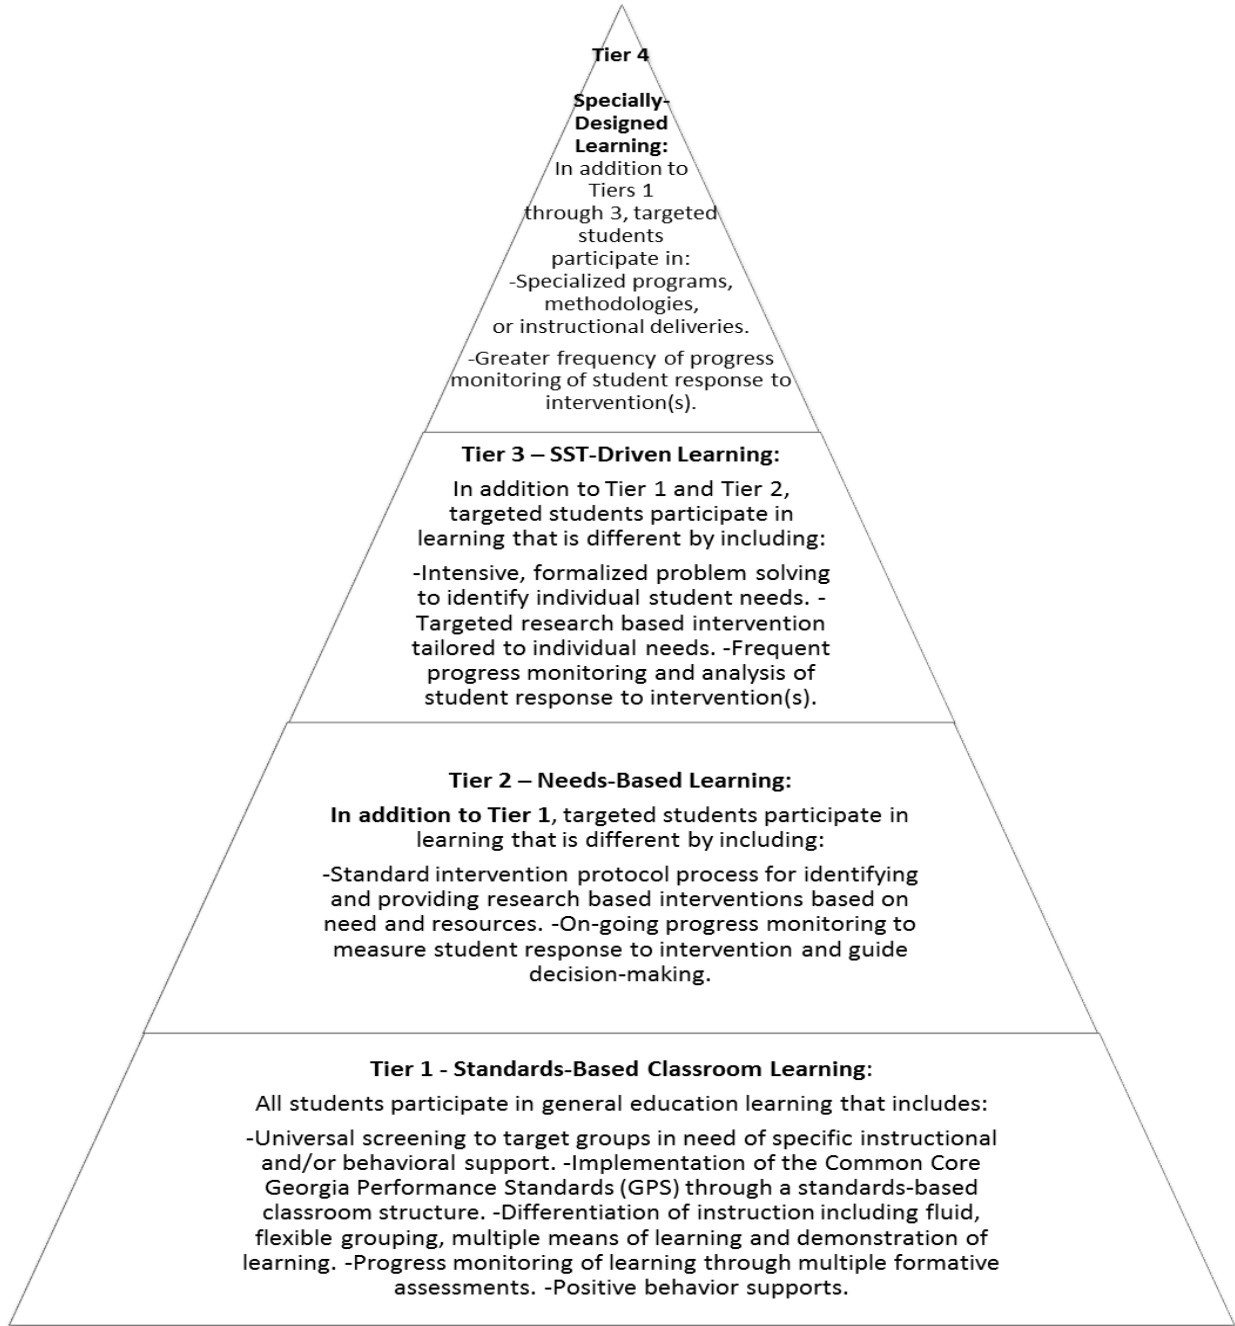 Tier 4
Specially-
Designed
Learning:
In addition to
Tiers 1
through 3, targeted
students
participate in:
-Specialized programs,
methodologies,
or instructional deliveries.
-Greater frequency of progress
monitoring of student response to
intervention(s).
Tier 3 – SST-Driven Learning:
In addition to Tier 1 and Tier 2,
targeted students participate in
learning that is different by including:
-Intensive, formalized problem solving
to identify individual student needs. -
Targeted research based intervention
tailored to individual needs. -Frequent
progress monitoring and analysis of
student response to intervention(s).
Tier 2 – Needs-Based Learning:
In addition to Tier 1, targeted students participate in
learning that is different by including:
-Standard intervention protocol process for identifying
and providing research based interventions based on
need and resources. -On-going progress monitoring to
measure student response to intervention and guide
decision-making.
Tier 1 - Standards-Based Classroom Learning:
All students participate in general education learning that includes:
-Universal screening to target groups in need of specific instructional
and/or behavioral support. -Implementation of the Common Core
Georgia Performance Standards (GPS) through a standards-based
classroom structure. -Differentiation of instruction including fluid,
flexible grouping, multiple means of learning and demonstration of
learning. -Progress monitoring of learning through multiple formative
assessments. -Positive behavior supports.